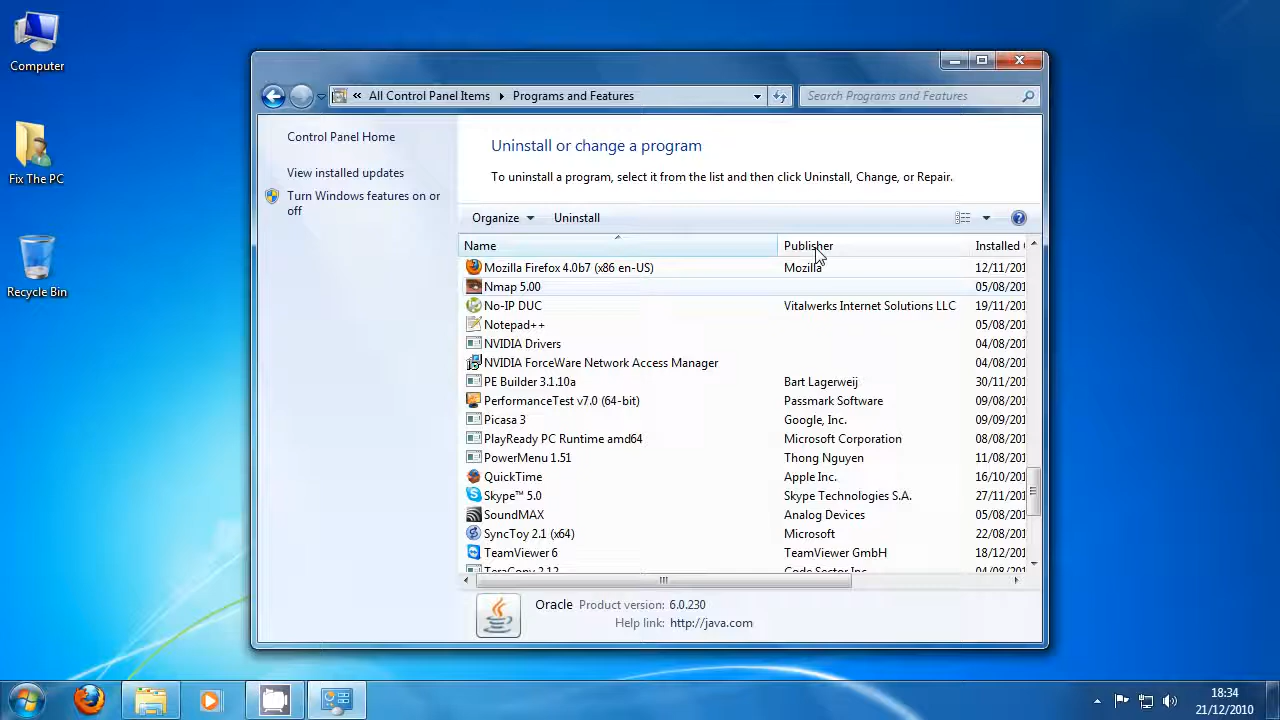 Computer
Fix The PC
Recycle Bin
« All Control Panel Items Programs and Features
Search Programs and Features
Control Panel Home
View installed updates
Turn Windows features on or
off
Uninstall or change a program
To uninstall a program, select it from the list and then click Uninstall, Change, or Repair.
Organize Uninstall
Name Publisher Installed
Mozilla Firefox 4.0b7 (x86 en-US) Mozilla 12/11/201
Nmap 5.00 05/08/201
No-IP DUC Vitalwerks Internet Solutions LLC 19/11/201
Notepad++ 05/08/201
NVIDIA Drivers 04/08/201
NVIDIA ForceWare Network Access Manager 04/08/201
PE Builder 3.1.10a Bart Lagerweij 30/11/201
PerformanceTest v7.0 (64-bit) Passmark Software 09/08/201
Picasa 3 Google, Inc. 09/09/201
PlayReady PC Runtime amd64 Microsoft Corporation 08/08/201
PowerMenu 1.51 Thong Nguyen 11/08/201
QuickTime Apple Inc. 16/10/201
Skype™ 5.0 Skype Technologies S.A. 27/11/201
SoundMAX Analog Devices 05/08/201
SyncToy 2.1 (x64) Microsoft 22/08/201
TeamViewer 6 TeamViewer GmbH 18/12/201
TeraCopy 2.12 Code Sector Inc. 04/08/201
Oracle Product version: 6.0.230
Help link: http://java.com
18:34
21/12/2010